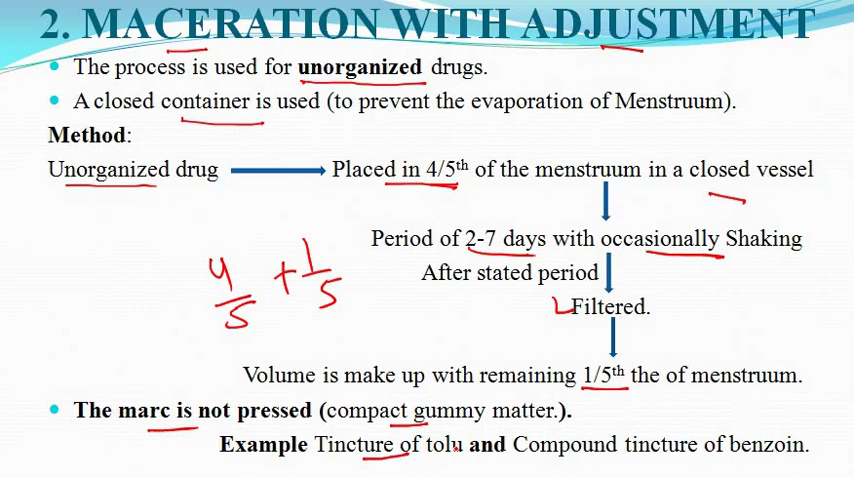 2. MACERATION WITH ADJUSTMENT
• The process is used for unorganized drugs.
• A closed container is used (to prevent the evaporation of Menstruum).
Method:
Unorganized drug → Placed in 4/5th of the menstruum in a closed vessel
Period of 2-7 days with occasionally Shaking
After stated period
4/5 + 1/5
Filtered.
Volume is make up with remaining 1/5th the of menstruum.
• The marc is not pressed (compact gummy matter.).
Example Tincture of tolu and Compound tincture of benzoin.